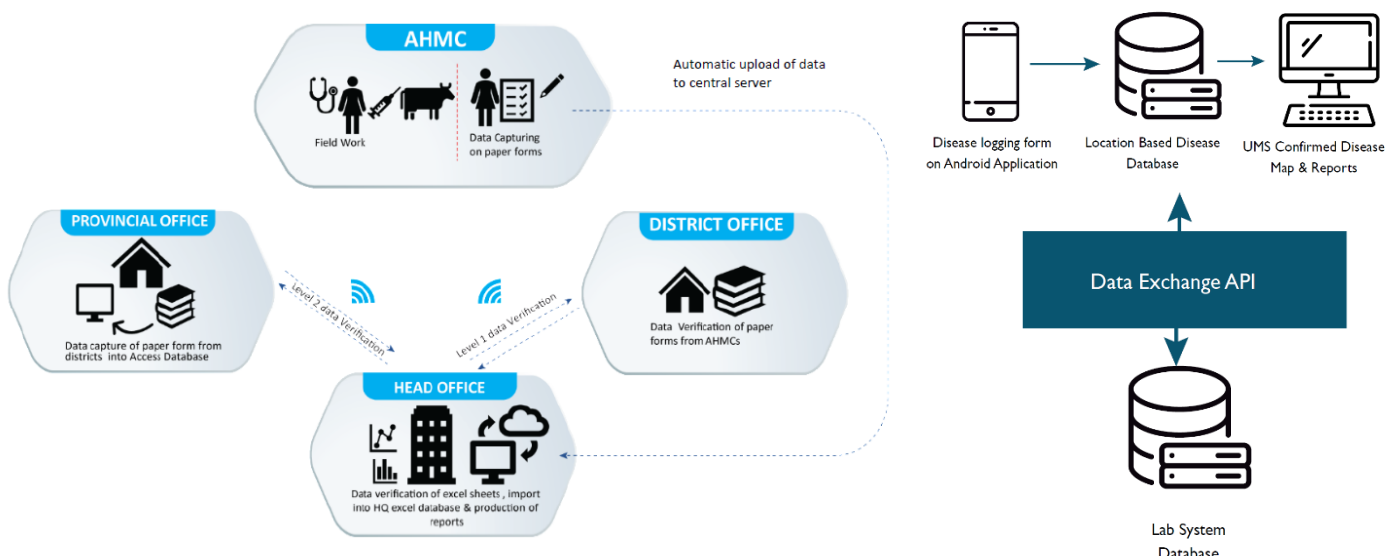 AHMC
Field Work
Data Capturing
on paper forms
Automatic upload of data
to central server
PROVINCIAL OFFICE
Data capture of paper form from
districts into Access Database
Level 2 data Verification
Level 1 data Verification
DISTRICT OFFICE
Data Verification of paper
forms from AHMCs
HEAD OFFICE
Data verification of excel sheets , import
into HQ excel database & production of
reports
Disease logging form
on Android Application
Location Based Disease
Database
UMS Confirmed Disease
Map & Reports
Data Exchange API
Lab System
Database